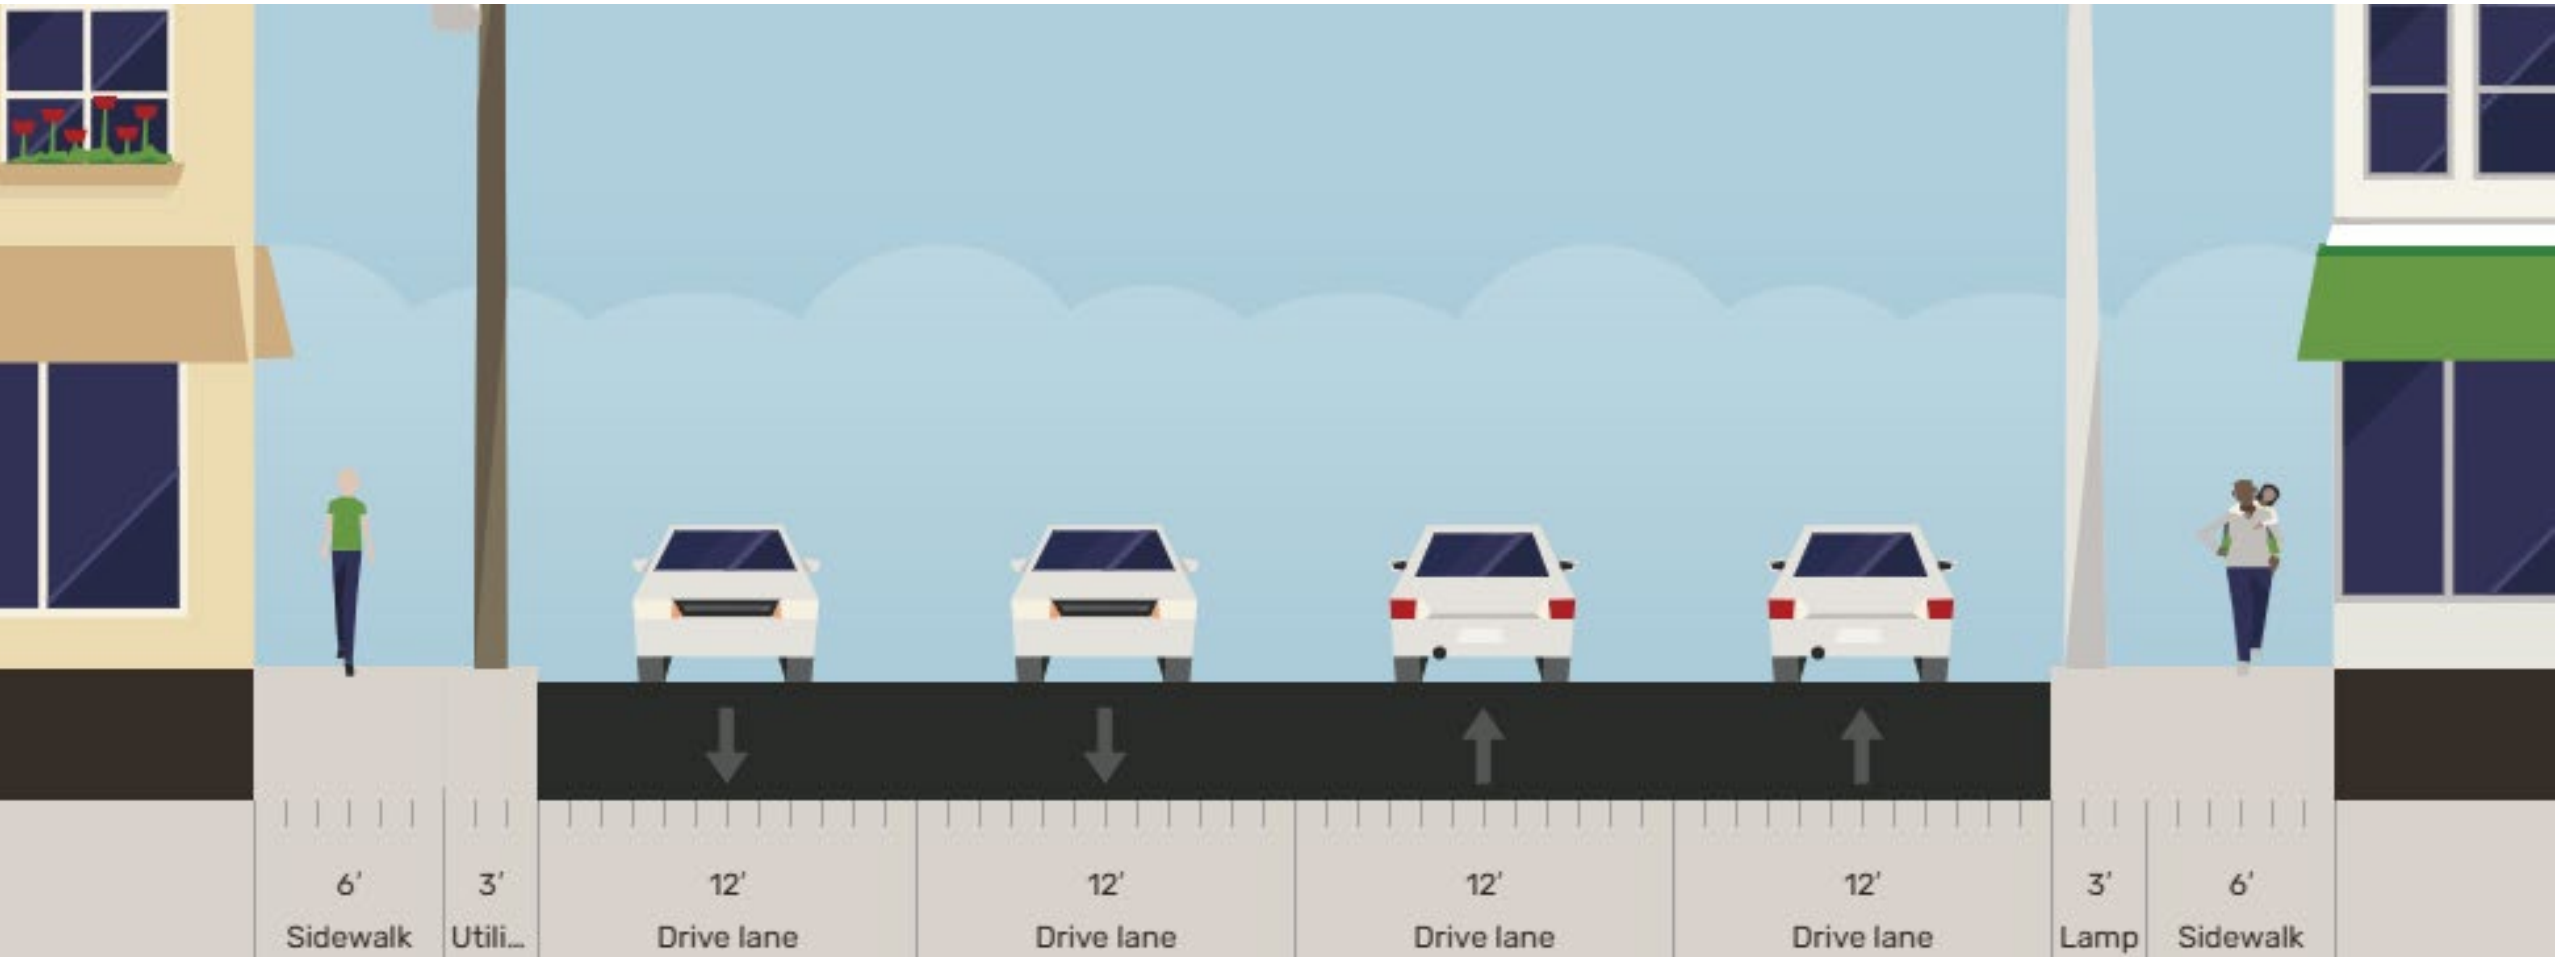 6′ 3′ 12′ 12′ 12′ 12′ 3′ 6′
Sidewalk Utili... Drive lane Drive lane Drive lane Drive lane Lamp Sidewalk